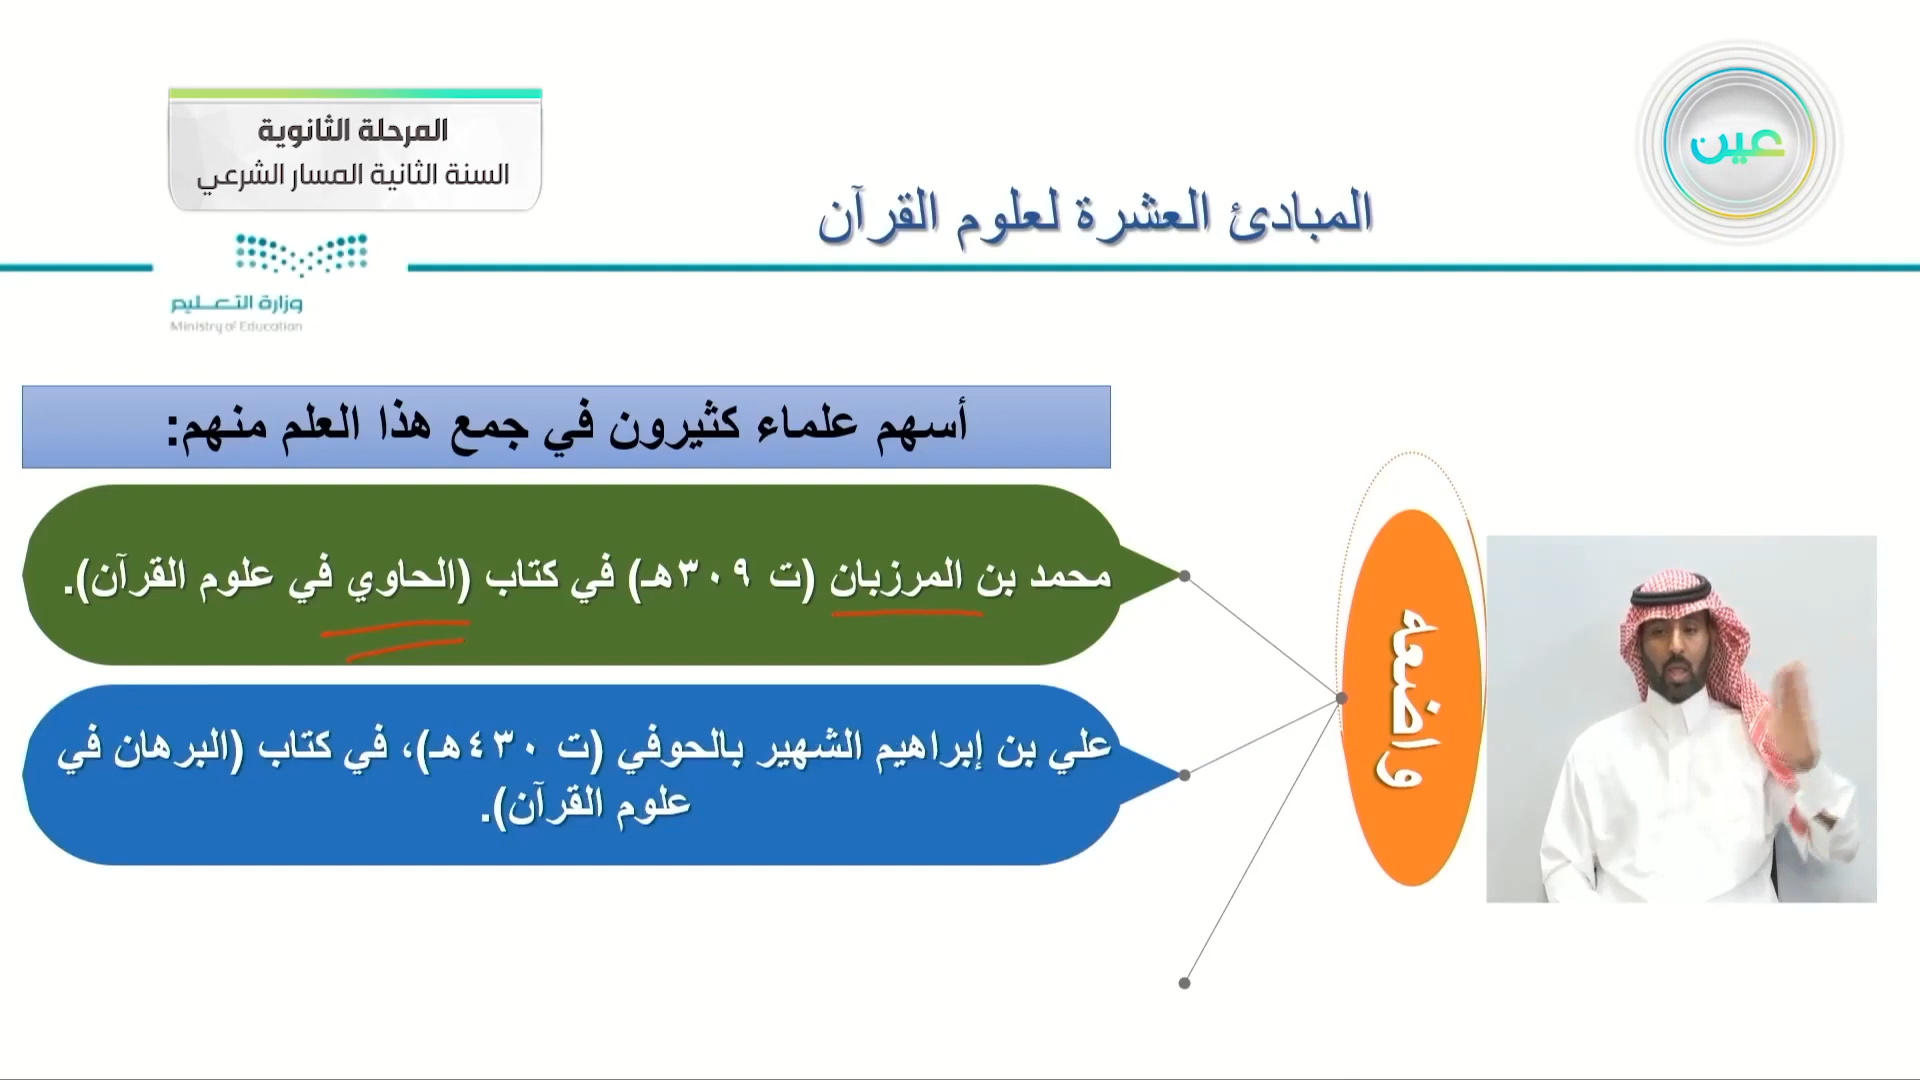 المرحلة الثانوية
السنة الثانية المسار الشرعي
عين
المبادئ العشرة لعلوم القرآن
وزارة التعليم
Ministry of Education
أسهم علماء كثيرون في جمع هذا العلم منهم:
واضعه
محمد بن المرزبان (ت ٣٠٩هـ) في كتاب (الحاوي في علوم القرآن).
علي بن إبراهيم الشهير بالحوفي (ت ٤٣٠هـ)، في كتاب (البرهان في
علوم القرآن).